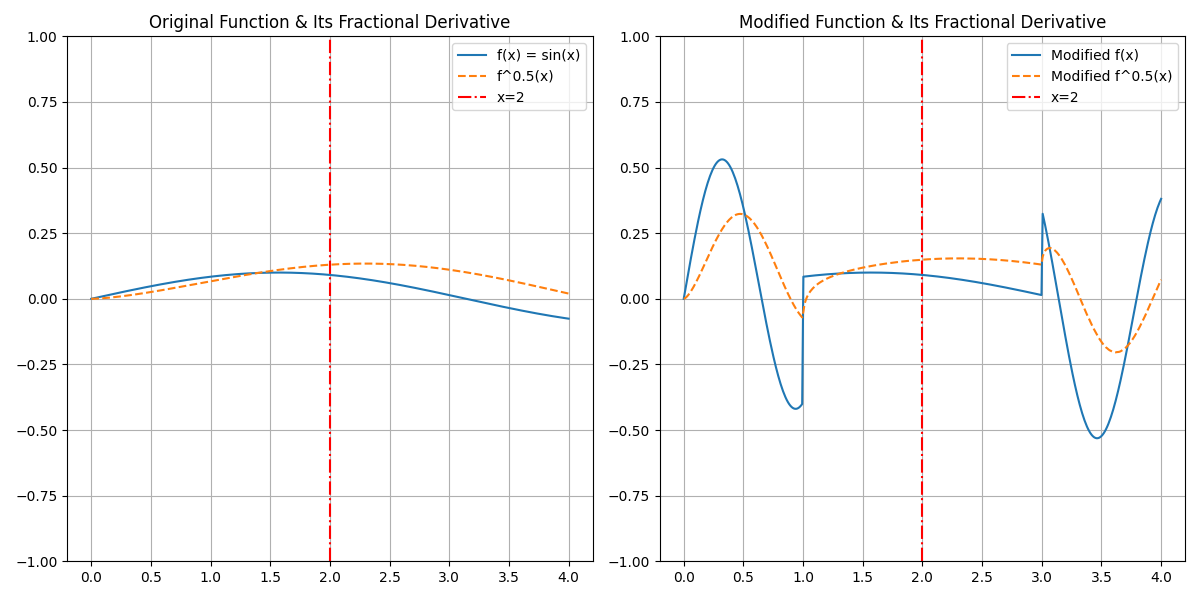 Original Function & Its Fractional Derivative
1.00
0.75
0.50
0.25
0.00
−0.25
−0.50
−0.75
−1.00
0.0 0.5 1.0 1.5 2.0 2.5 3.0 3.5 4.0
f(x) = sin(x)
f^0.5(x)
x=2
Modified Function & Its Fractional Derivative
1.00
0.75
0.50
0.25
0.00
−0.25
−0.50
−0.75
−1.00
0.0 0.5 1.0 1.5 2.0 2.5 3.0 3.5 4.0
Modified f(x)
Modified f^0.5(x)
x=2